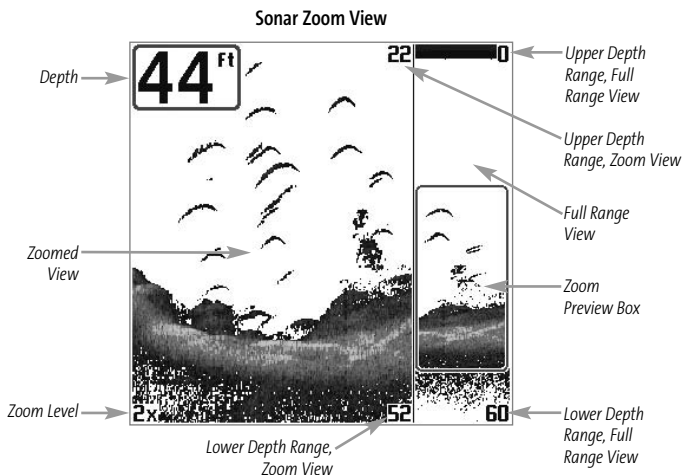 Sonar Zoom View
44 Ft
22
0
Depth
Upper Depth
Range, Full
Range View
Upper Depth
Range, Zoom View
Full Range
View
Zoomed
View
Zoom
Preview Box
Zoom Level
2x
52
60
Lower Depth Range,
Zoom View
Lower Depth
Range, Full
Range View